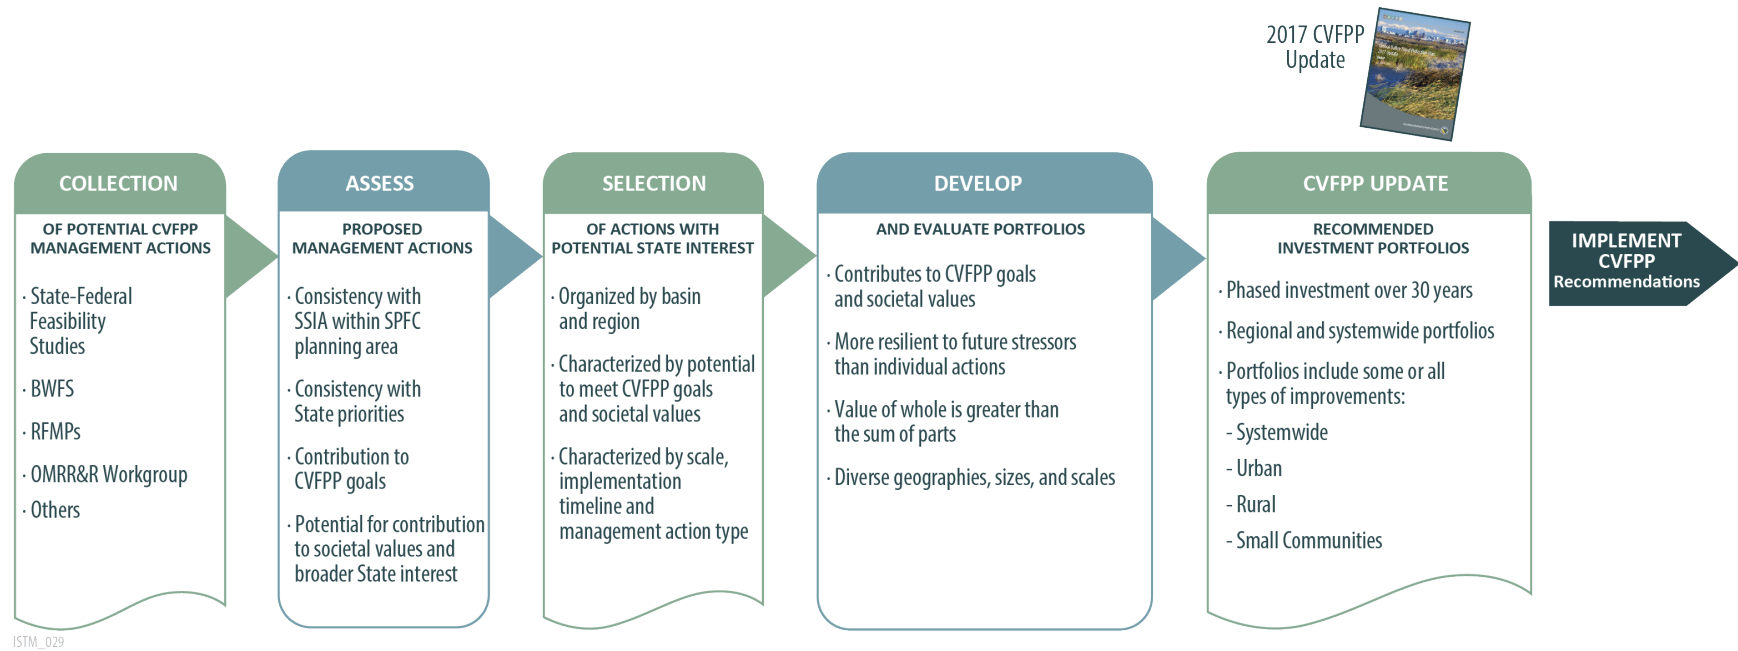 2017 CVFPP
Update
COLLECTION
OF POTENTIAL CVFPP
MANAGEMENT ACTIONS
· State-Federal
Feasibility
Studies
· BWFS
· RFMPs
· OMRR&R Workgroup
· Others
ASSESS
PROPOSED
MANAGEMENT ACTIONS
· Consistency with
SSIA within SPFC
planning area
· Consistency with
State priorities
· Contribution to
CVFPP goals
· Potential for contribution
to societal values and
broader State interest
SELECTION
OF ACTIONS WITH
POTENTIAL STATE INTEREST
· Organized by basin
and region
· Characterized by potential
to meet CVFPP goals
and societal values
· Characterized by scale,
implementation
timeline and
management action type
DEVELOP
AND EVALUATE PORTFOLIOS
· Contributes to CVFPP goals
and societal values
· More resilient to future stressors
than individual actions
· Value of whole is greater than
the sum of parts
· Diverse geographies, sizes, and scales
CVFPP UPDATE
RECOMMENDED
INVESTMENT PORTFOLIOS
· Phased investment over 30 years
· Regional and systemwide portfolios
· Portfolios include some or all
types of improvements:
- Systemwide
- Urban
- Rural
- Small Communities
IMPLEMENT
CVFPP
Recommendations
ISTM_029